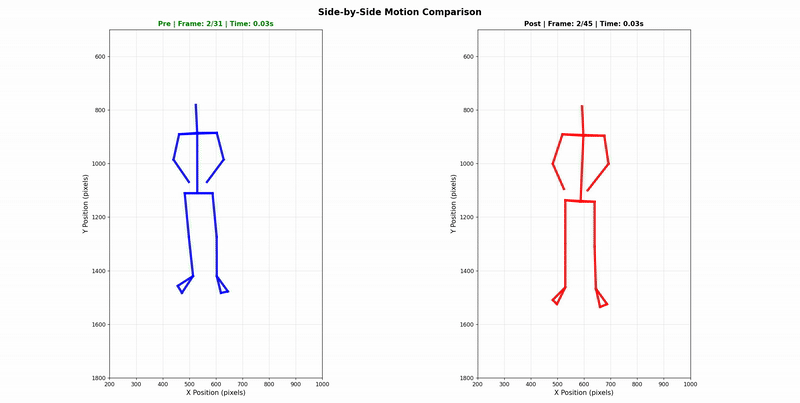 Side-by-Side Motion Comparison
Pre | Frame: 2/31 | Time: 0.03s
Post | Frame: 2/45 | Time: 0.03s
600
800
1000
1200
1400
1600
1800
Y Position (pixels)
200 300 400 500 600 700 800 900 1000
X Position (pixels)
600
800
1000
1200
1400
1600
1800
Y Position (pixels)
200 300 400 500 600 700 800 900 1000
X Position (pixels)